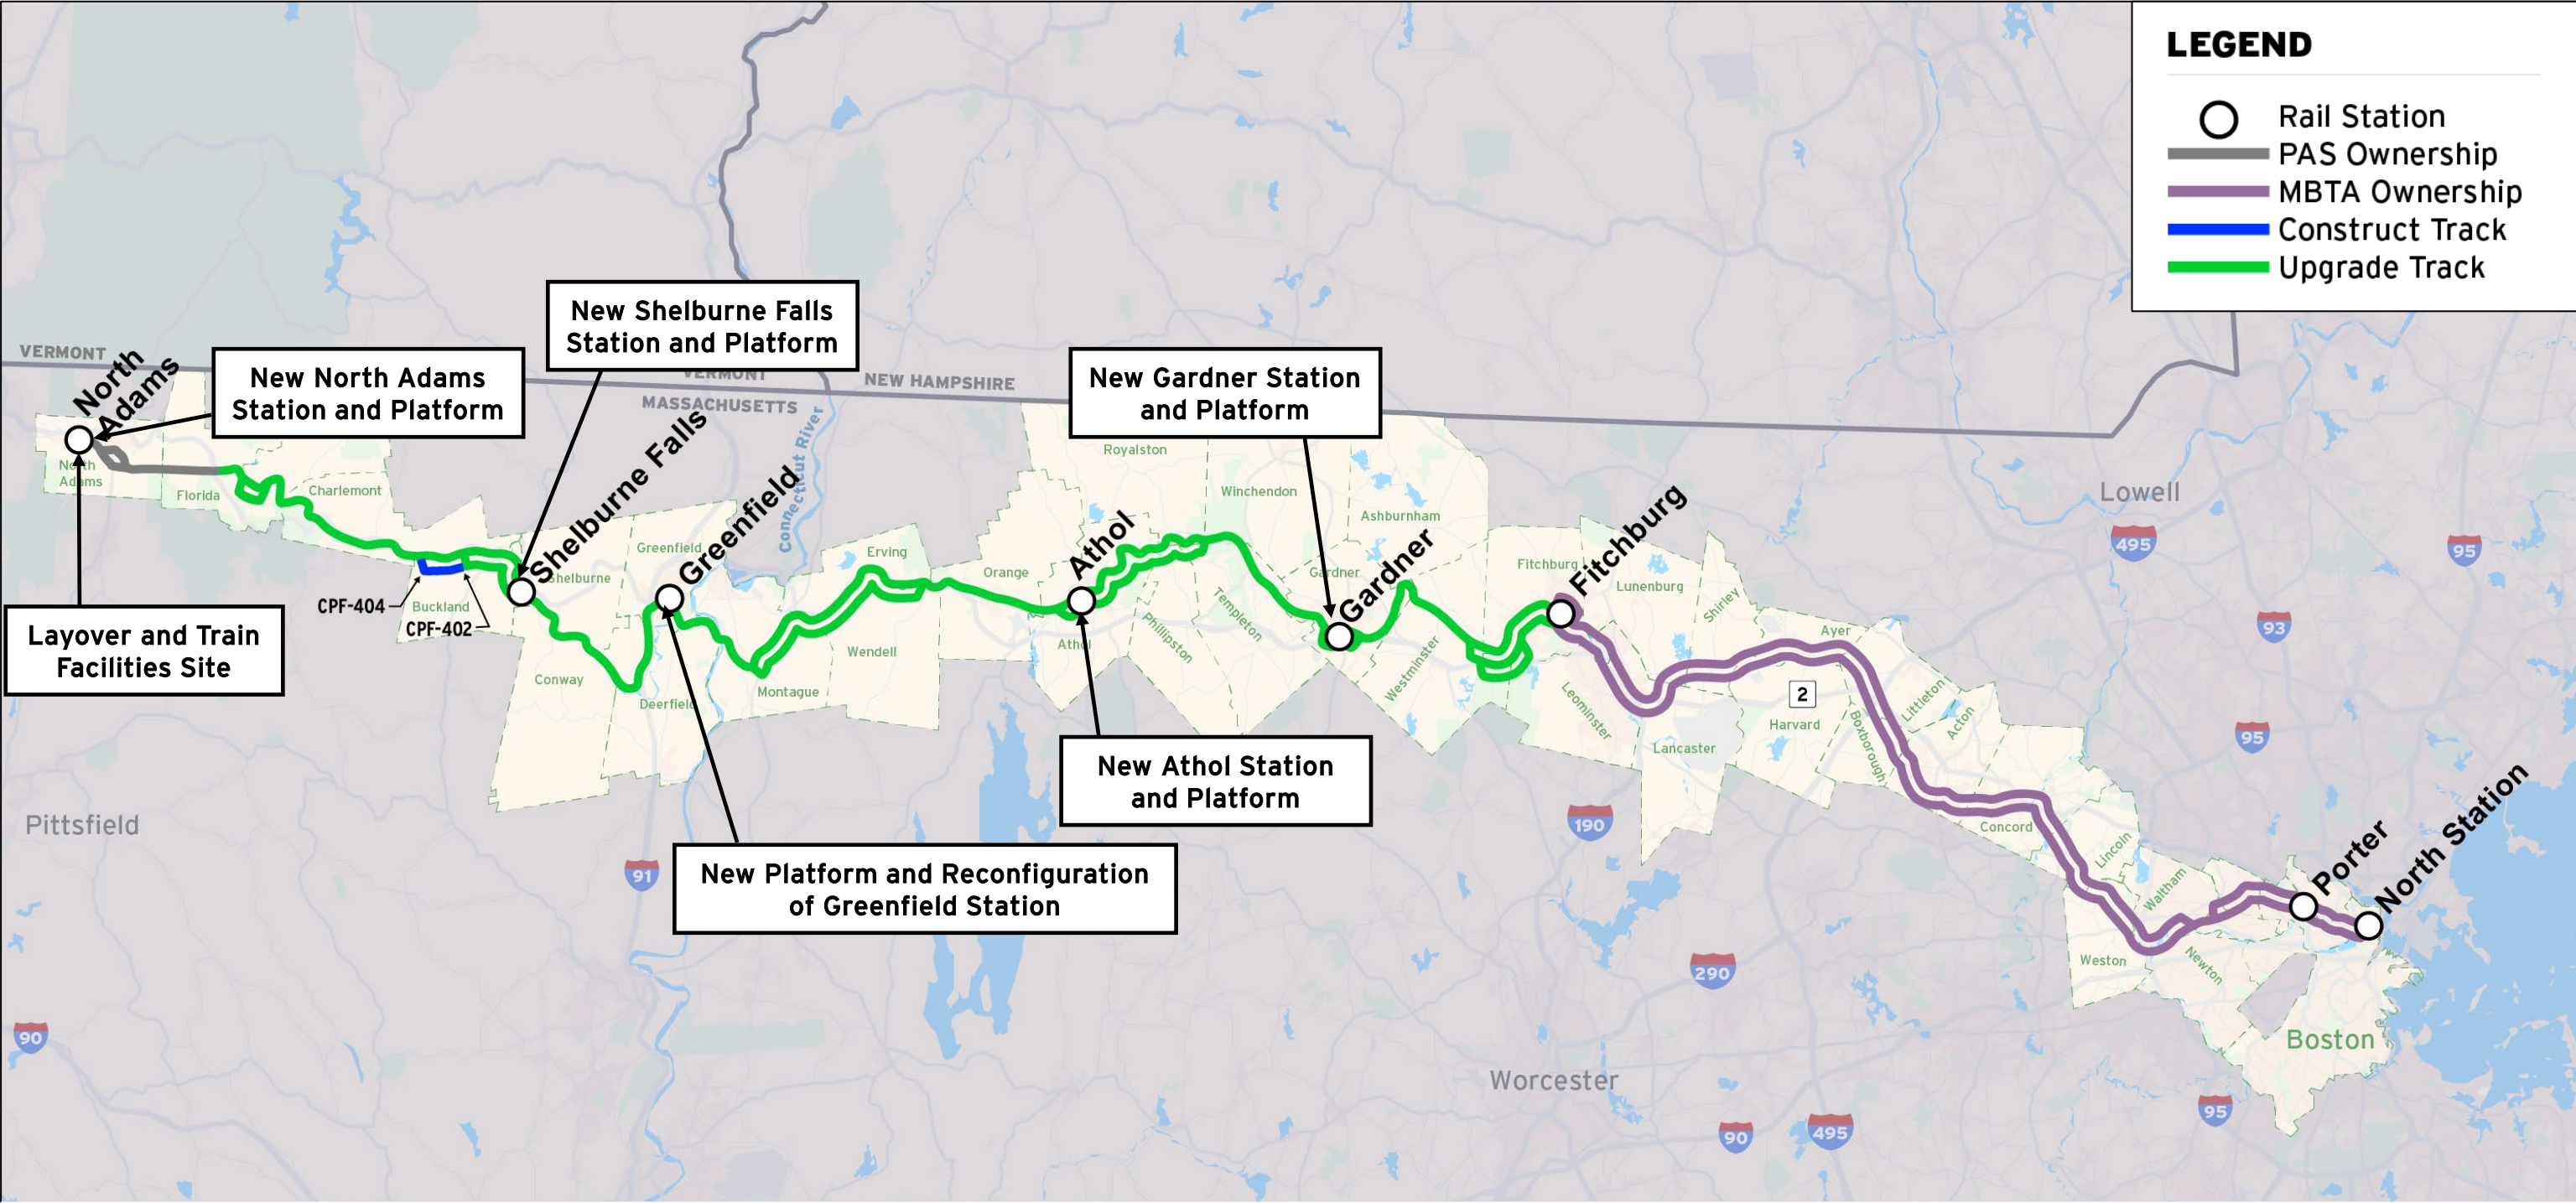 LEGEND
Rail Station
PAS Ownership
MBTA Ownership
Construct Track
Upgrade Track
VERMONT
VERMONT
NEW HAMPSHIRE
MASSACHUSETTS
Connecticut River
North
Adams
New North Adams
Station and Platform
New Shelburne Falls
Station and Platform
New Gardner Station
and Platform
Layover and Train
Facilities Site
New Platform and Reconfiguration
of Greenfield Station
New Athol Station
and Platform
Shelburne Falls
Greenfield
Athol
Gardner
Fitchburg
Porter
North Station
CPF-404
CPF-402
North
Adams
Florida
Charlemont
Buckland
Shelburne
Greenfield
Conway
Deerfield
Montague
Erving
Wendell
Orange
Athol
Royalston
Phillipston
Templeton
Winchendon
Gardner
Ashburnham
Westminster
Fitchburg
Leominster
Lunenburg
Shirley
Lancaster
Ayer
Harvard
2
Boxborough
Littleton
Acton
Concord
Lincoln
Waltham
Weston
Newton
2
Boston
Lowell
Pittsfield
Worcester
495
95
93
95
190
91
290
90
90
495
95